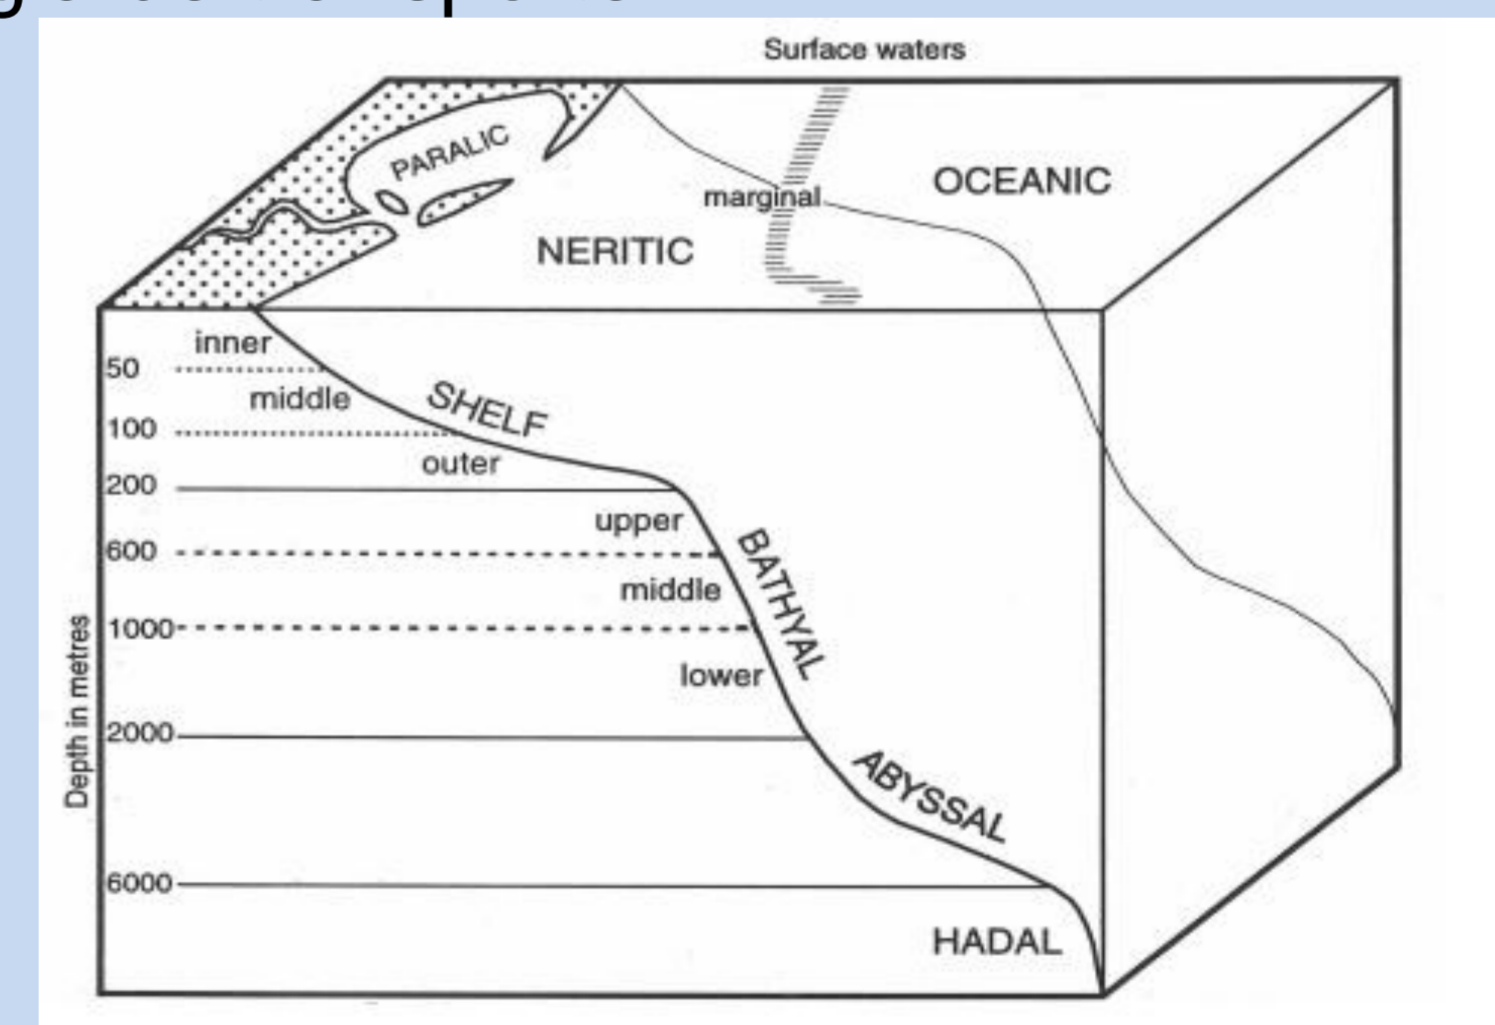 Surface waters
PARALIC
marginal
OCEANIC
NERITIC
inner
50
middle
SHELF
100
outer
200
upper
600
BATHYAL
middle
1000
lower
Depth in metres
2000
ABYSSAL
6000
HADAL